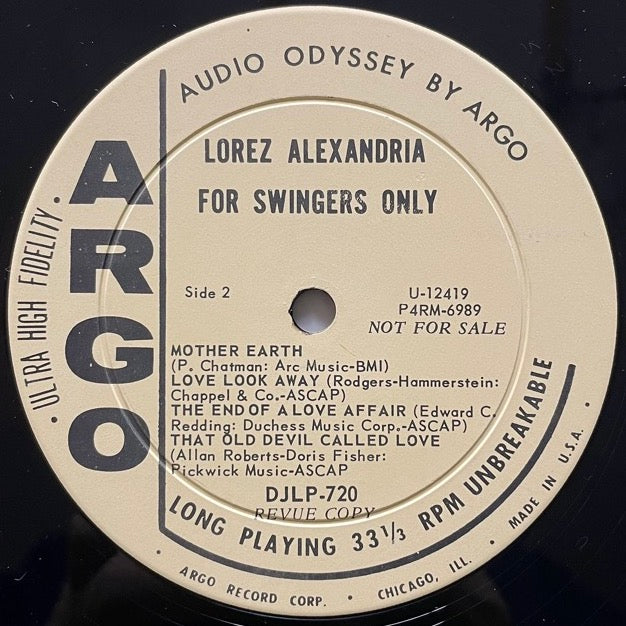 AUDIO ODYSSEY BY ARGO
LOREZ ALEXANDRIA
FOR SWINGERS ONLY
ARGO
· ULTRA HIGH FIDELITY ·
Side 2
U-12419
P4RM-6989
NOT FOR SALE
MOTHER EARTH
(P. Chatman: Arc Music-BMI)
LOVE LOOK AWAY (Rodgers-Hammerstein:
Chappel & Co.-ASCAP)
THE END OF A LOVE AFFAIR (Edward C.
Redding: Duchess Music Corp.-ASCAP)
THAT OLD DEVIL CALLED LOVE
(Allan Roberts-Doris Fisher:
Pickwick Music-ASCAP
DJLP-720
REVUE COPY
LONG PLAYING 33 1/3 RPM UNBREAKABLE
· ARGO RECORD CORP. · CHICAGO, ILL. · MADE IN U.S.A. ·